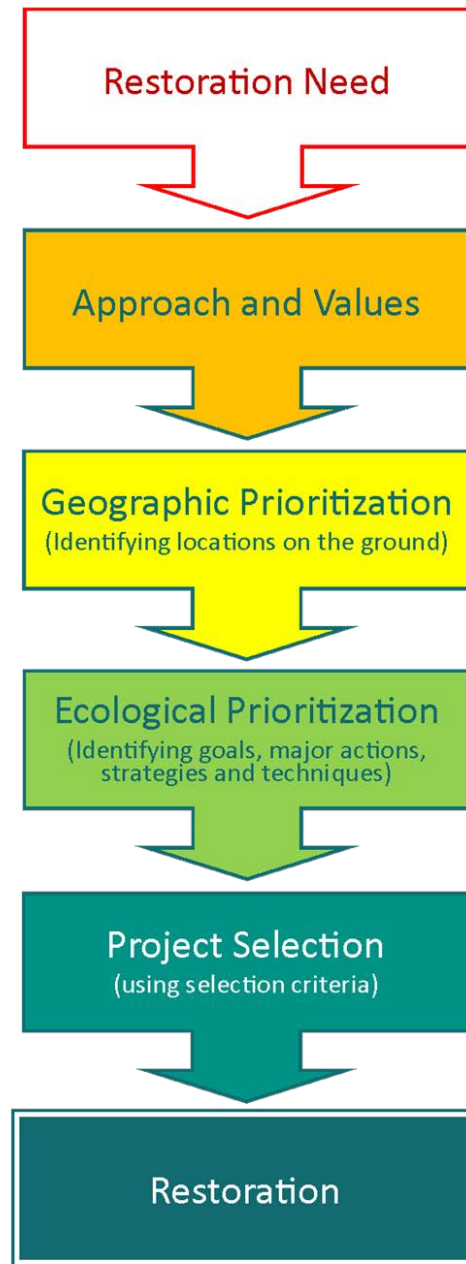 Restoration Need
Approach and Values
Geographic Prioritization
(Identifying locations on the ground)
Ecological Prioritization
(Identifying goals, major actions,
strategies and techniques)
Project Selection
(using selection criteria)
Restoration